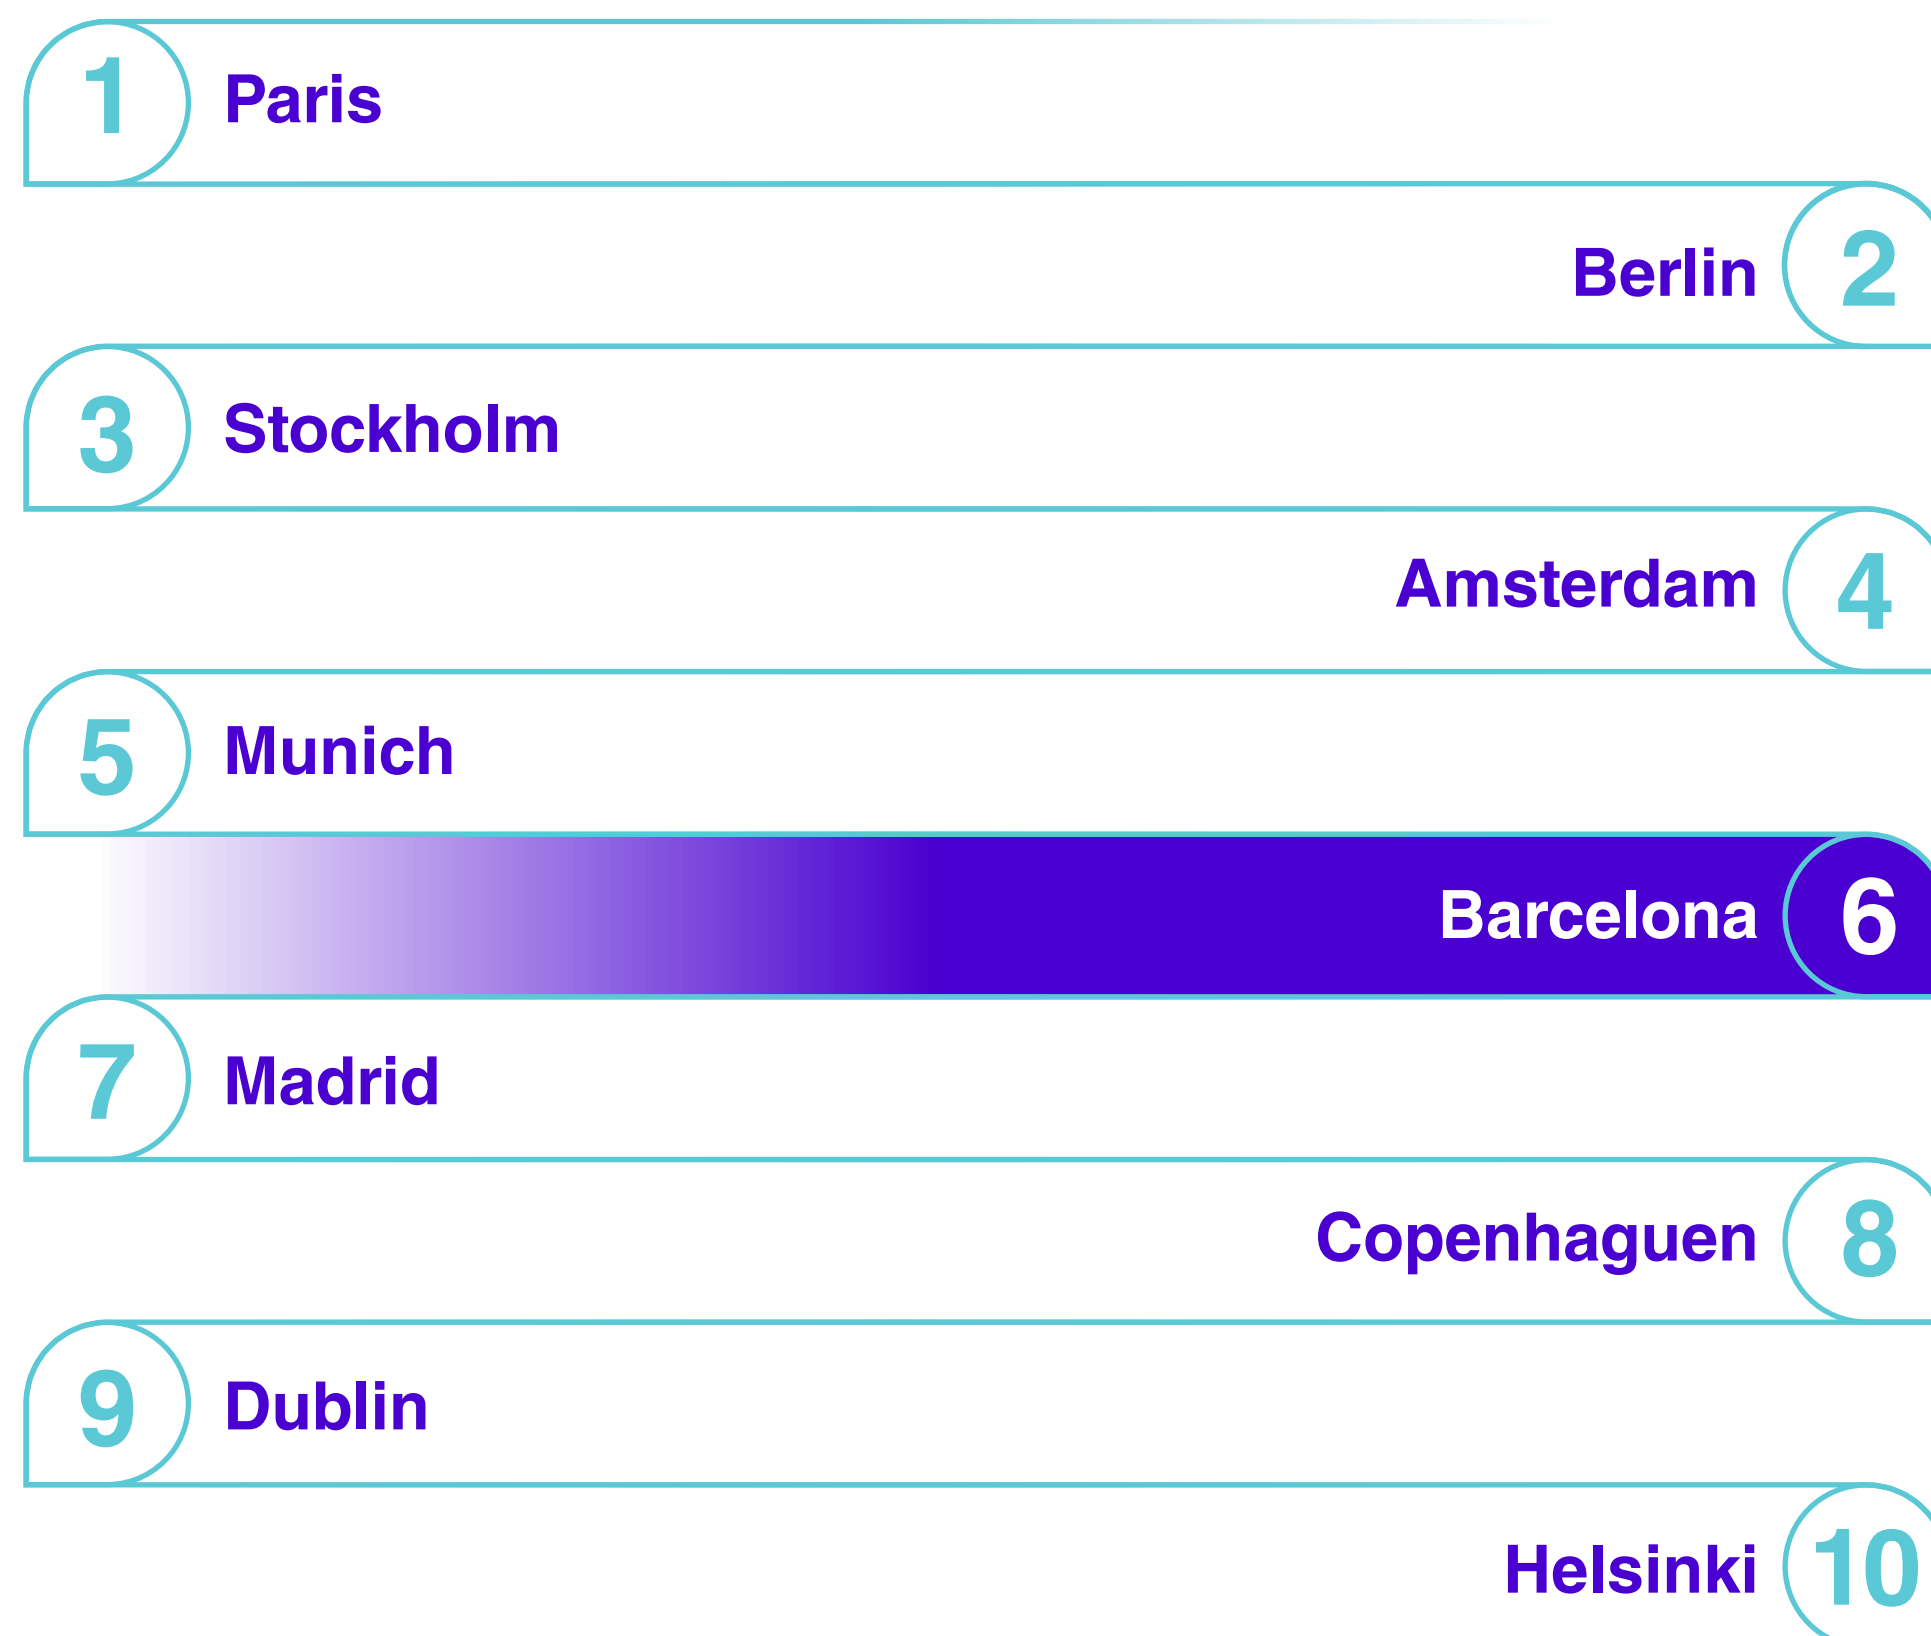 1 Paris
Berlin 2
3 Stockholm
Amsterdam 4
5 Munich
Barcelona 6
7 Madrid
Copenhaguen 8
9 Dublin
Helsinki 10